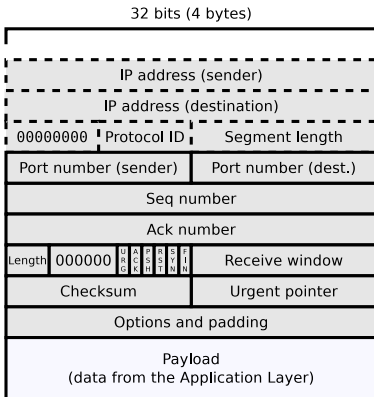 32 bits (4 bytes)
IP address (sender)
IP address (destination)
00000000 Protocol ID Segment length
Port number (sender) Port number (dest.)
Seq number
Ack number
Length 000000 URG ACK PSH RST SYN FIN Receive window
Checksum Urgent pointer
Options and padding
Payload
(data from the Application Layer)